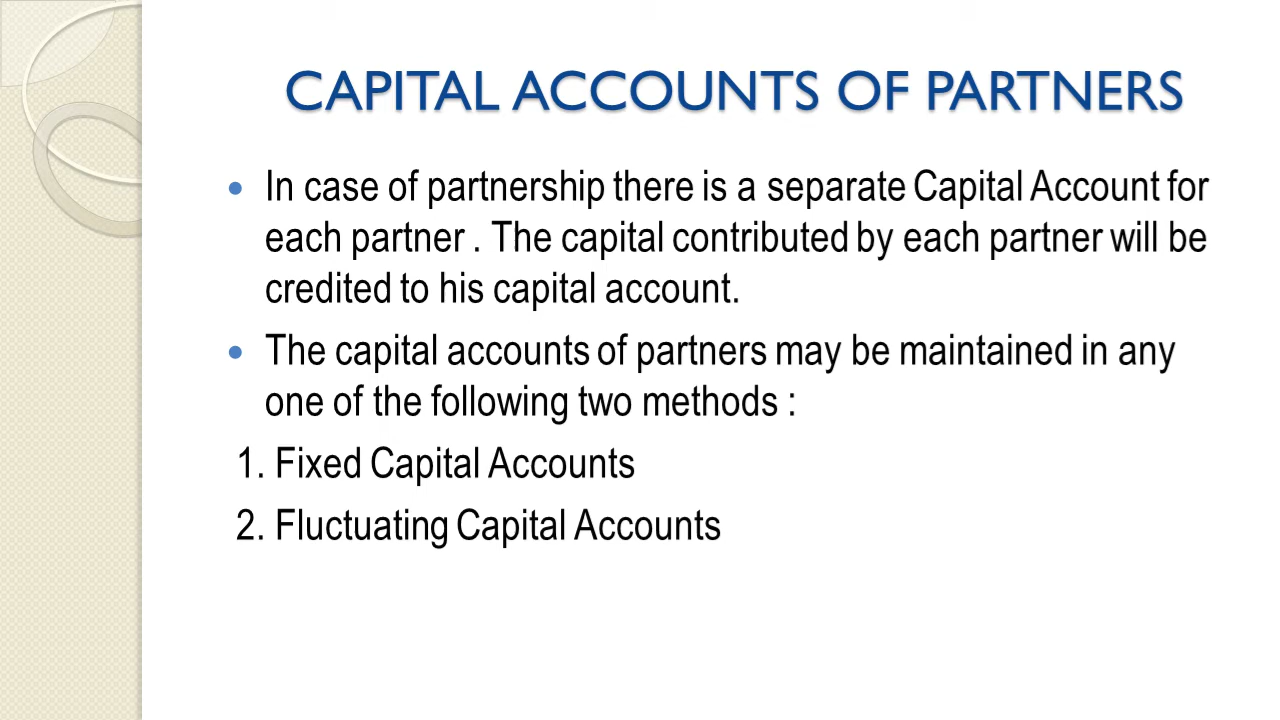 CAPITAL ACCOUNTS OF PARTNERS
• In case of partnership there is a separate Capital Account for
each partner . The capital contributed by each partner will be
credited to his capital account.
• The capital accounts of partners may be maintained in any
one of the following two methods :
1. Fixed Capital Accounts
2. Fluctuating Capital Accounts